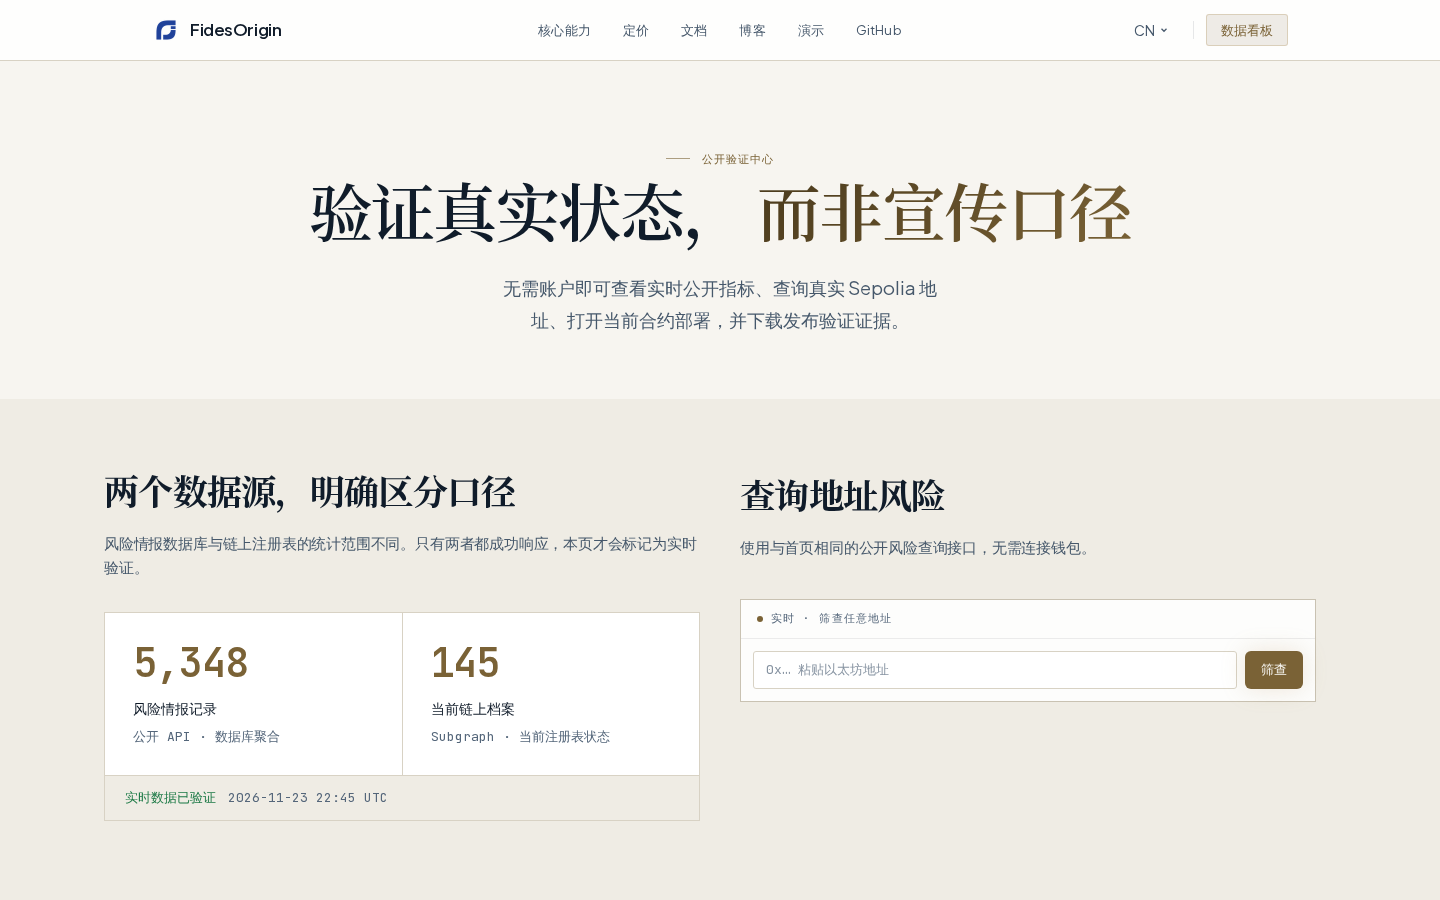 FidesOrigin
核心能力
定价
文档
博客
演示
GitHub
CN
数据看板
公开验证中心
验证真实状态，而非宣传口径
无需账户即可查看实时公开指标、查询真实 Sepolia 地
址、打开当前合约部署，并下载发布验证证据。
两个数据源，明确区分口径
风险情报数据库与链上注册表的统计范围不同。只有两者都成功响应，本页才会标记为实时
验证。
5,348
风险情报记录
公开 API · 数据库聚合
145
当前链上档案
Subgraph · 当前注册表状态
实时数据已验证 2026-11-23 22:45 UTC
查询地址风险
使用与首页相同的公开风险查询接口，无需连接钱包。
实时 · 筛查任意地址
0x… 粘贴以太坊地址
筛查